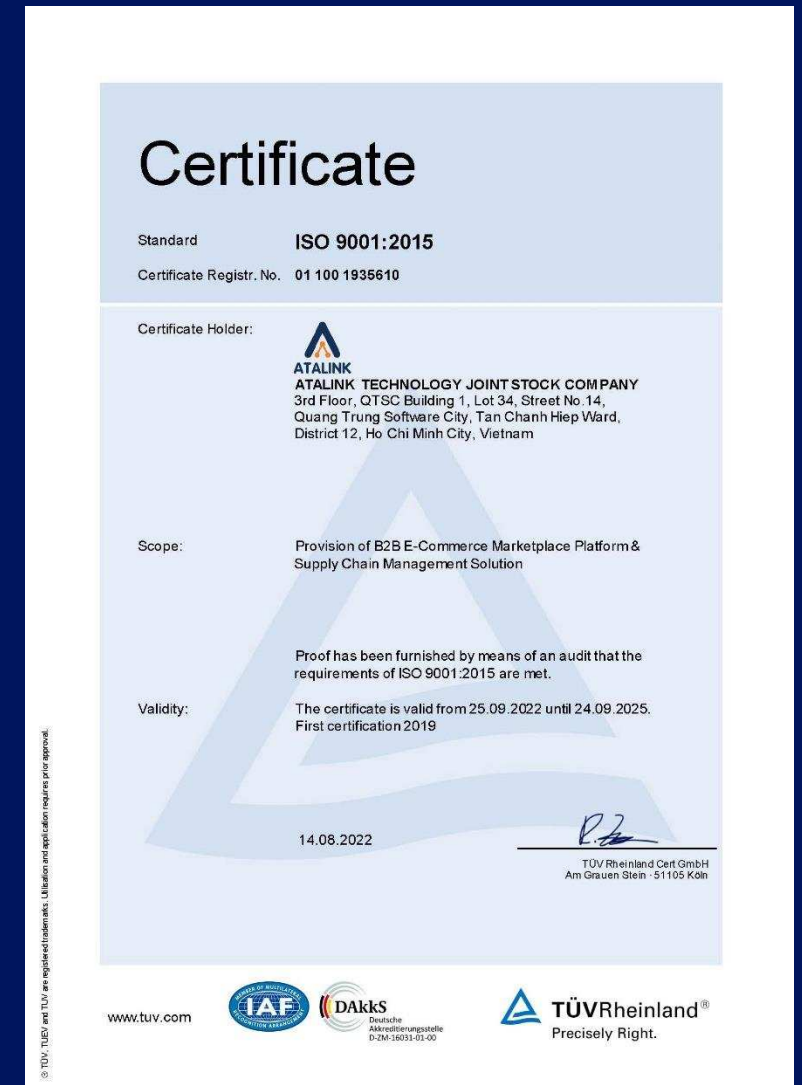 Certificate
Standard ISO 9001:2015
Certificate Registr. No. 01 100 1935610
Certificate Holder:
ATALINK
ATALINK TECHNOLOGY JOINT STOCK COMPANY
3rd Floor, QTSC Building 1, Lot 34, Street No.14,
Quang Trung Software City, Tan Chanh Hiep Ward,
District 12, Ho Chi Minh City, Vietnam
Scope: Provision of B2B E-Commerce Marketplace Platform &
Supply Chain Management Solution
Proof has been furnished by means of an audit that the
requirements of ISO 9001:2015 are met.
Validity: The certificate is valid from 25.09.2022 until 24.09.2025.
First certification 2019
14.08.2022
TÜV Rheinland Cert GmbH
Am Grauen Stein · 51105 Köln
® TÜV, TUEV and TUV are registered trademarks. Utilisation and application requires prior approval.
www.tuv.com
MEMBER OF MULTILATERAL
IAF
RECOGNITION ARRANGEMENT
DAkkS
Deutsche
Akkreditierungsstelle
D-ZM-16031-01-00
TÜVRheinland®
Precisely Right.